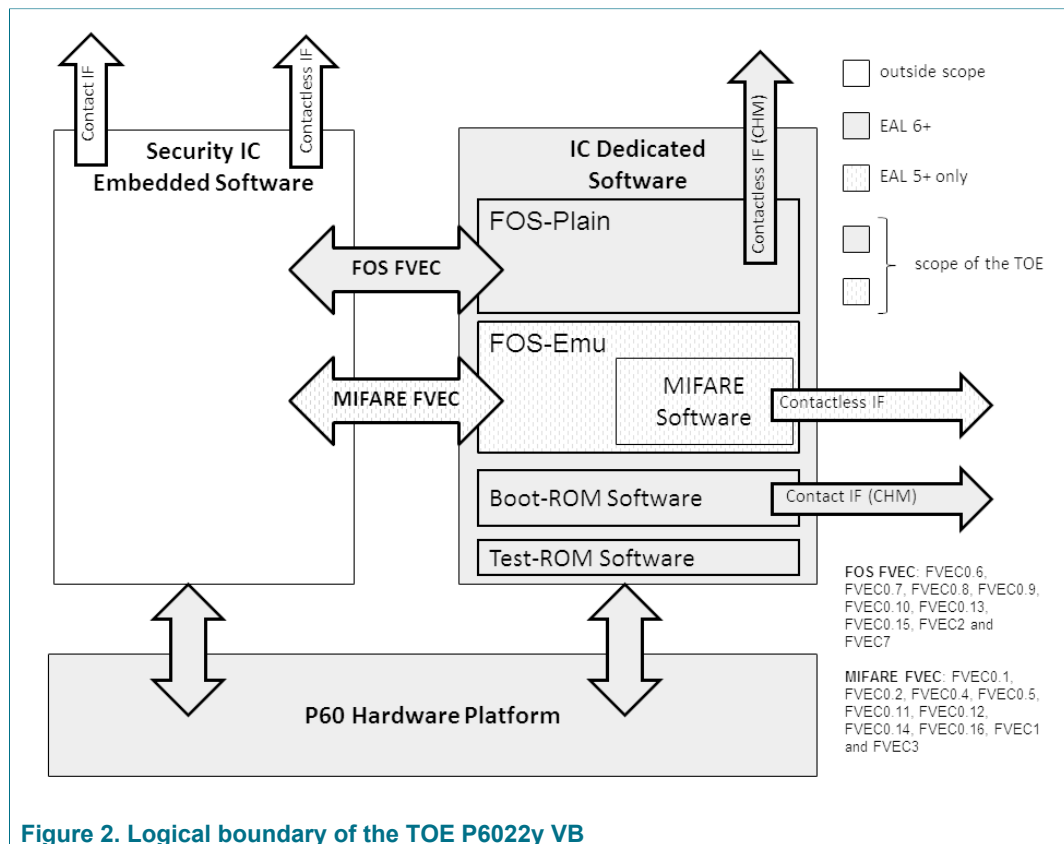 Contact IF
Contactless IF
Security IC
Embedded Software
IC Dedicated
Software
Contactless IF (CHM)
outside scope
EAL 6+
EAL 5+ only
scope of the TOE
FOS-Plain
FOS FVEC
FOS-Emu
MIFARE
Software
MIFARE FVEC
Contactless IF
Boot-ROM Software
Contact IF (CHM)
Test-ROM Software
FOS FVEC: FVEC0.6,
FVEC0.7, FVEC0.8, FVEC0.9,
FVEC0.10, FVEC0.13,
FVEC0.15, FVEC2 and
FVEC7
MIFARE FVEC: FVEC0.1,
FVEC0.2, FVEC0.4, FVEC0.5,
FVEC0.11, FVEC0.12,
FVEC0.14, FVEC0.16, FVEC1
and FVEC3
P60 Hardware Platform
Figure 2. Logical boundary of the TOE P6022y VB